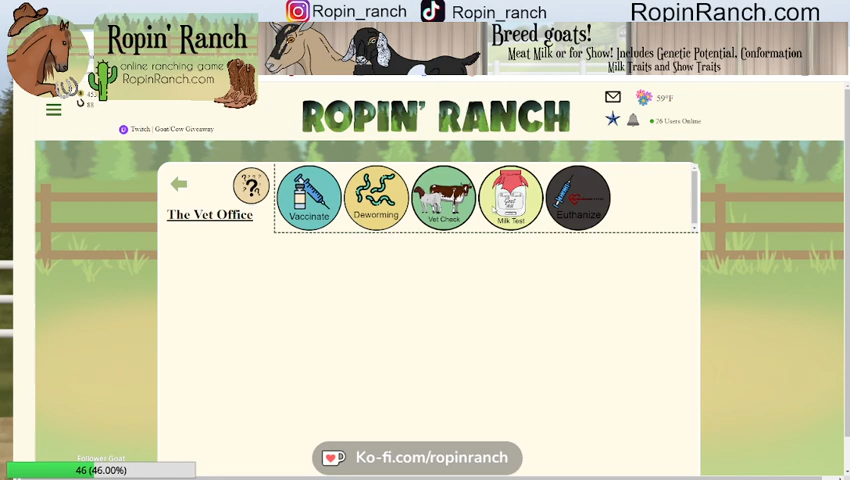 Ropin_ranch
Ropin_ranch
RopinRanch.com
Ropin' Ranch
online ranching game
RopinRanch.com
Breed goats!
Meat Milk or for Show! Includes Genetic Potential, Conformation
Milk Traits and Show Traits
88
Twitch | Goat/Cow Giveaway
ROPIN' RANCH
59°F
26 Users Online
The Vet Office
Vaccinate
Deworming
Vet Check
Milk Test
Euthanize
Ko-fi.com/ropinranch
Follower Goat
46 (46.00%)